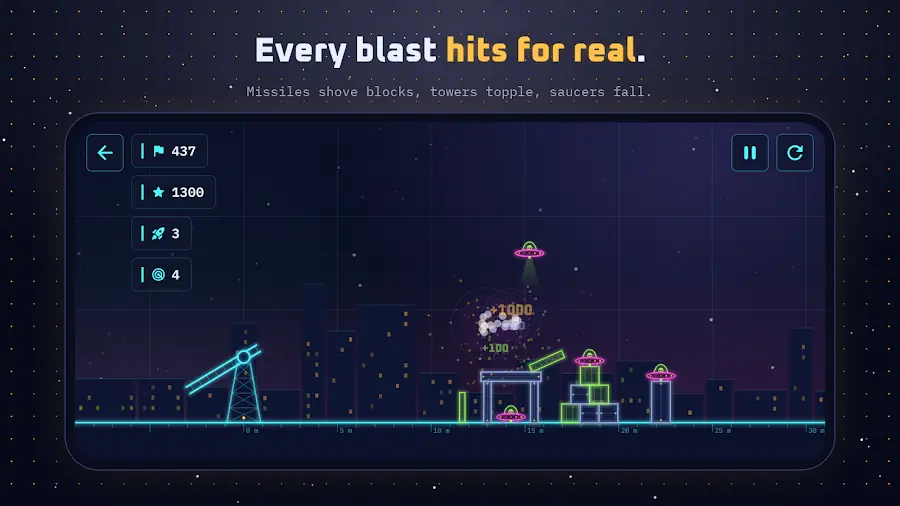 Every blast hits for real.
Missiles shove blocks, towers topple, saucers fall.
437
1300
3
4
+1000
+100
0 m
5 m
10 m
15 m
20 m
25 m
30 m